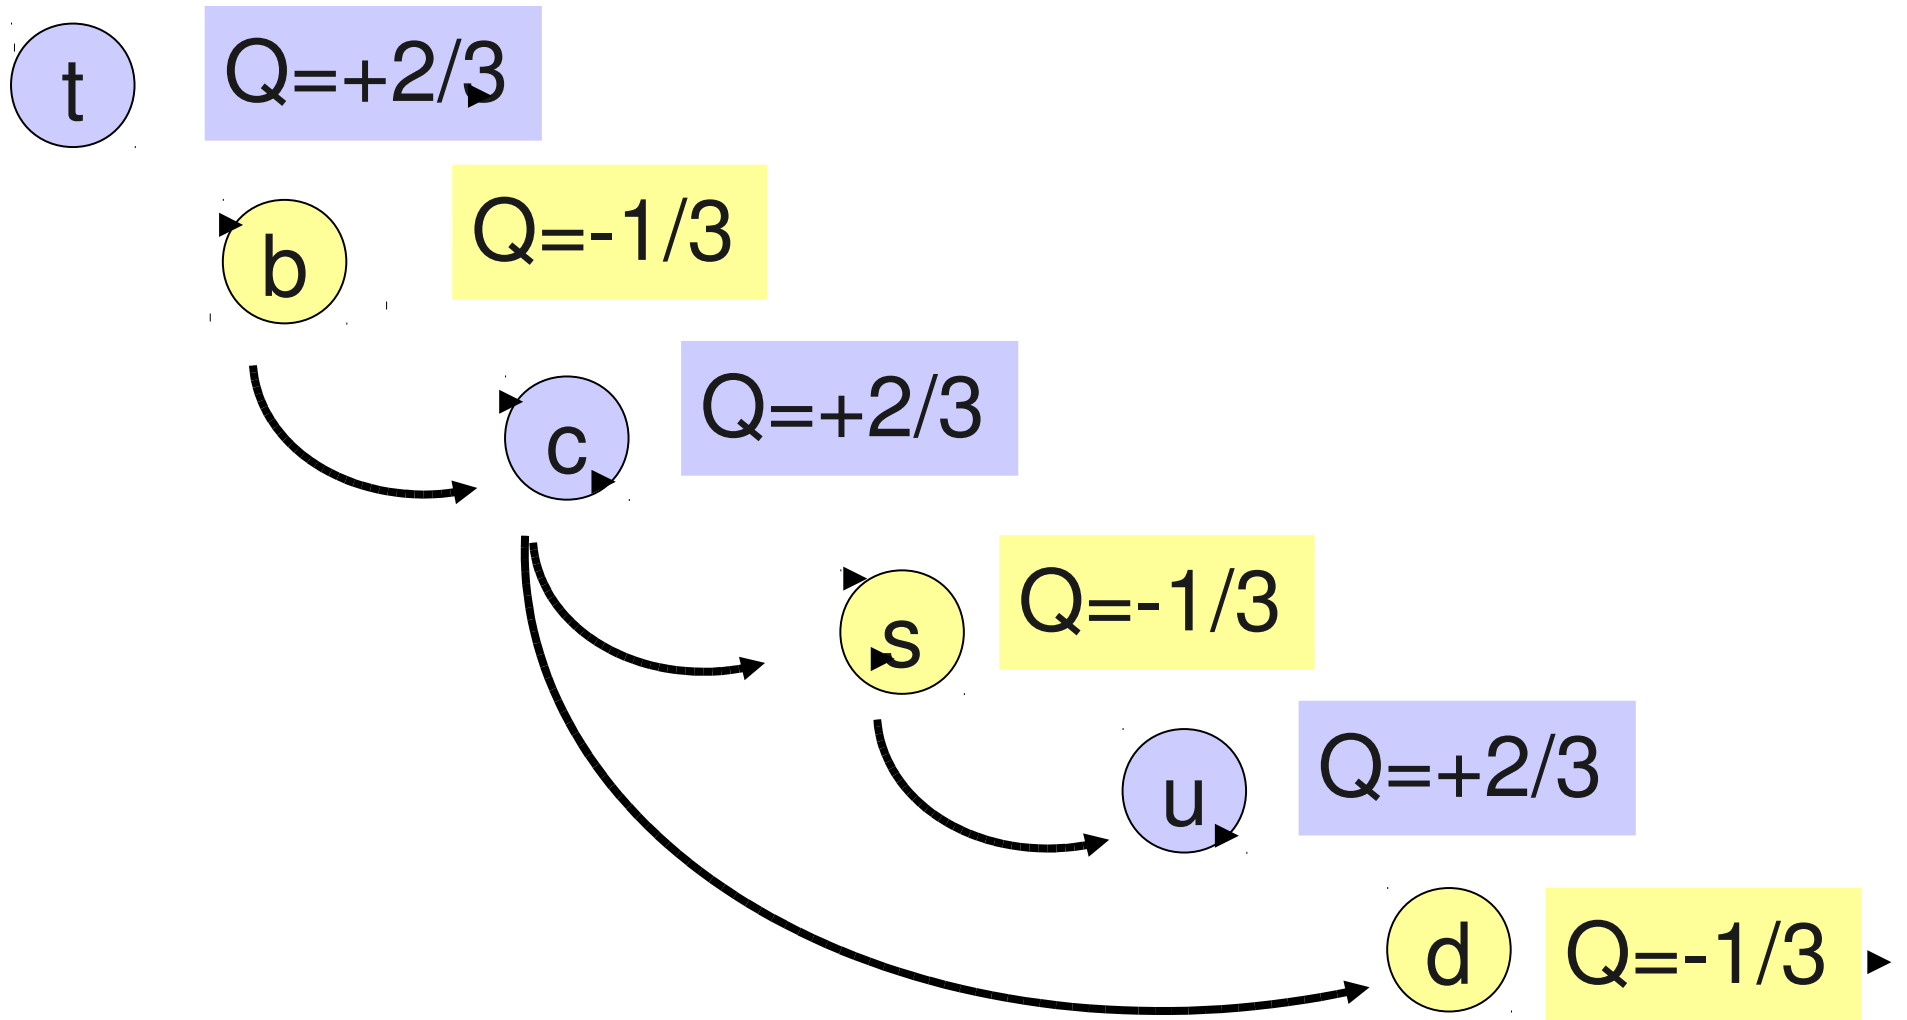 t Q=+2/3
b Q=-1/3
c Q=+2/3
s Q=-1/3
u Q=+2/3
d Q=-1/3